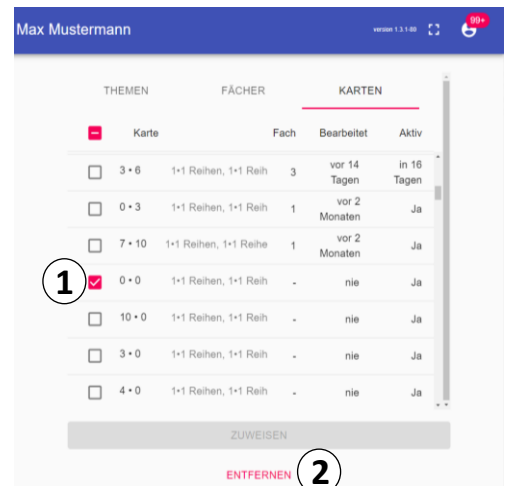 Max Mustermann version 1.3.1-80 99+
THEMEN FÄCHER KARTEN
Karte Fach Bearbeitet Aktiv
3 • 6 1•1 Reihen, 1•1 Reih 3 vor 14 Tagen in 16 Tagen
0 • 3 1•1 Reihen, 1•1 Reih 1 vor 2 Monaten Ja
7 • 10 1•1 Reihen, 1•1 Reihe 1 vor 2 Monaten Ja
1 0 • 0 1•1 Reihen, 1•1 Reih - nie Ja
10 • 0 1•1 Reihen, 1•1 Reih - nie Ja
3 • 0 1•1 Reihen, 1•1 Reih - nie Ja
4 • 0 1•1 Reihen, 1•1 Reih - nie Ja
ZUWEISEN
ENTFERNEN 2